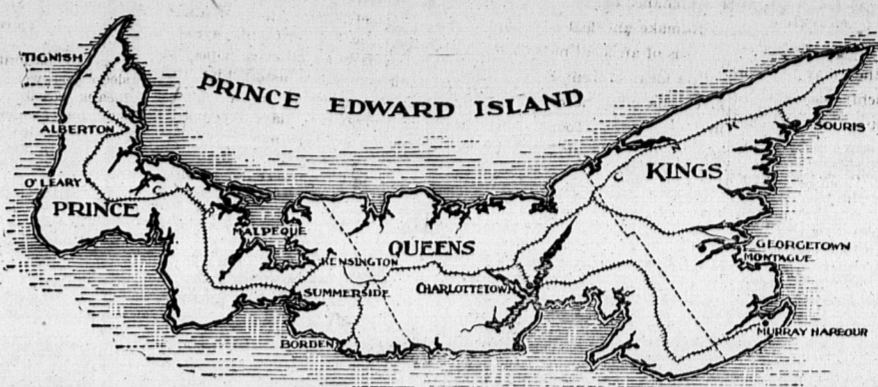 TIGNISH
PRINCE EDWARD ISLAND
ALBERTON
SOURIS
O'LEARY
C N R
KINGS
PRINCE
MALPEQUE
QUEENS
GEORGETOWN
KENSINGTON
MONTAGUE
SUMMERSIDE
CHARLOTTETOWN
BORDEN
MURRAY HARBOUR
C N R